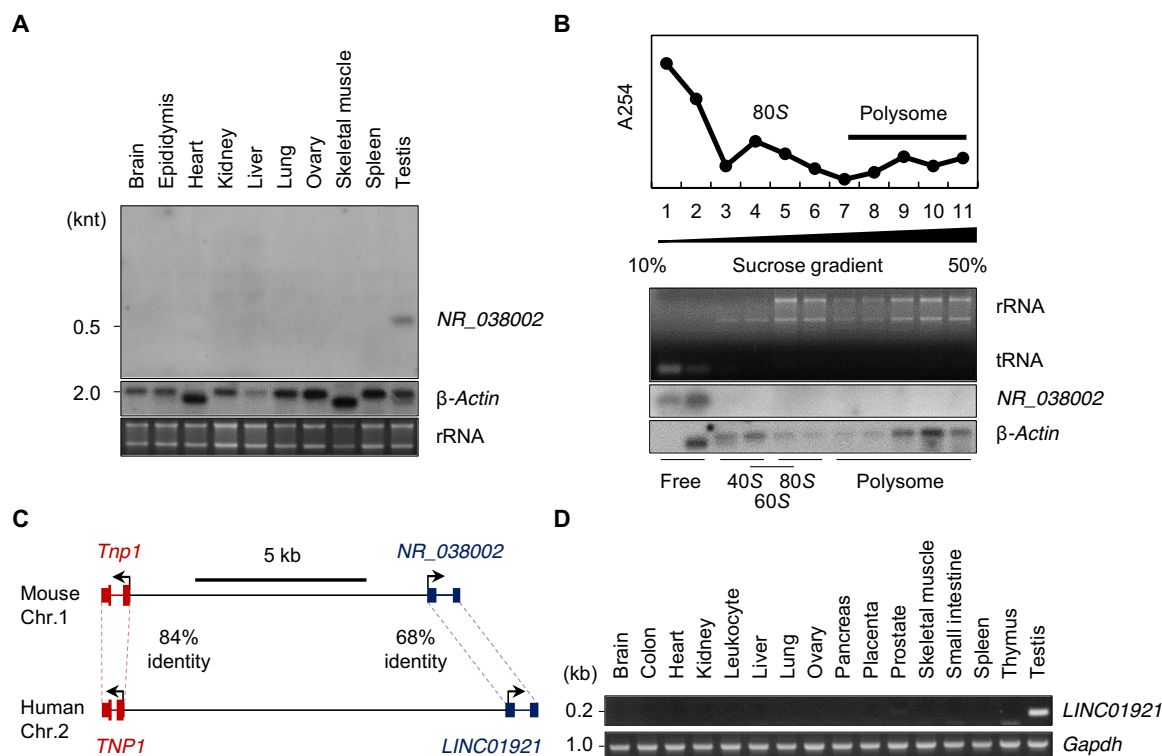 A
Brain
Epididymis
Heart
Kidney
Liver
Lung
Ovary
Skeletal muscle
Spleen
Testis
(knt)
0.5
NR_038002
2.0
β-Actin
rRNA
B
A254
80S
Polysome
1 2 3 4 5 6 7 8 9 10 11
10% Sucrose gradient 50%
rRNA
tRNA
NR_038002
β-Actin
Free 40S 80S Polysome
60S
C
Tnp1 5 kb NR_038002
Mouse
Chr.1
84%
identity
68%
identity
Human
Chr.2
TNP1 LINC01921
D
Brain
Colon
Heart
Kidney
Leukocyte
Liver
Lung
Ovary
Pancreas
Placenta
Prostate
Skeletal muscle
Small intestine
Spleen
Thymus
Testis
(kb)
0.2
LINC01921
1.0
Gapdh